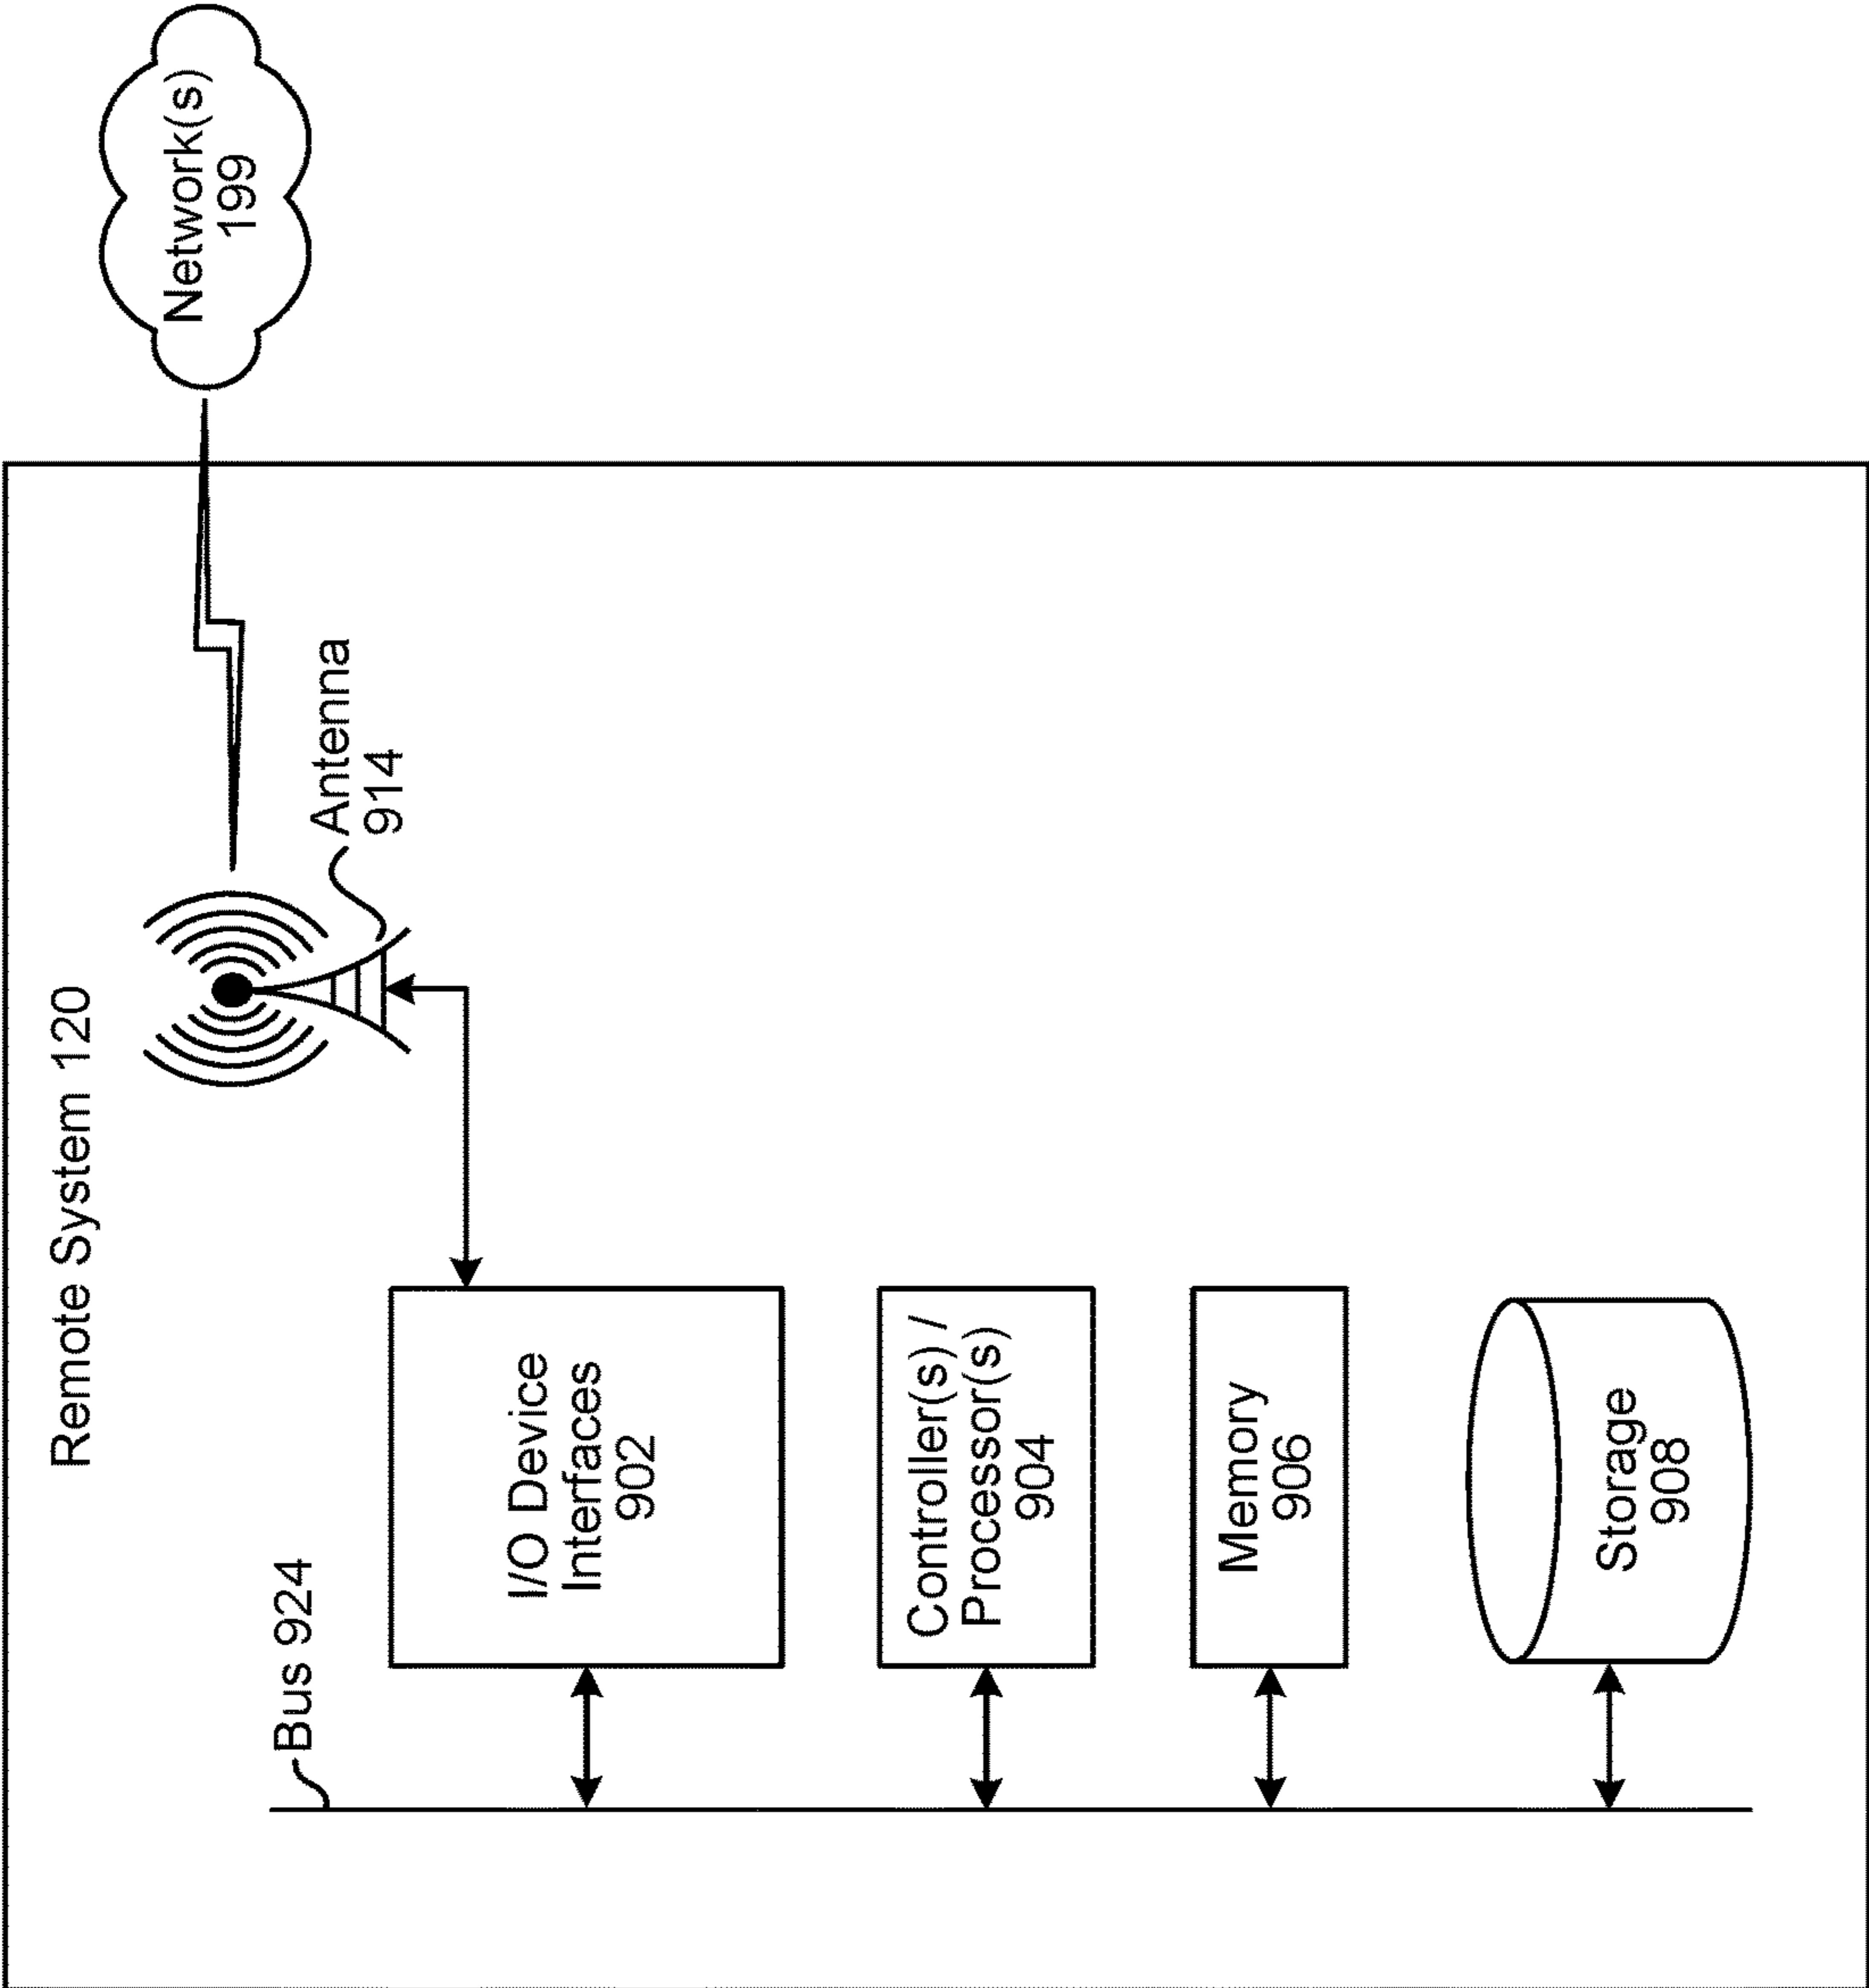 Remote System 120
Network(s)
199
Antenna
914
Bus 924
I/O Device
Interfaces
902
Controller(s) /
Processor(s)
904
Memory
906
Storage
908